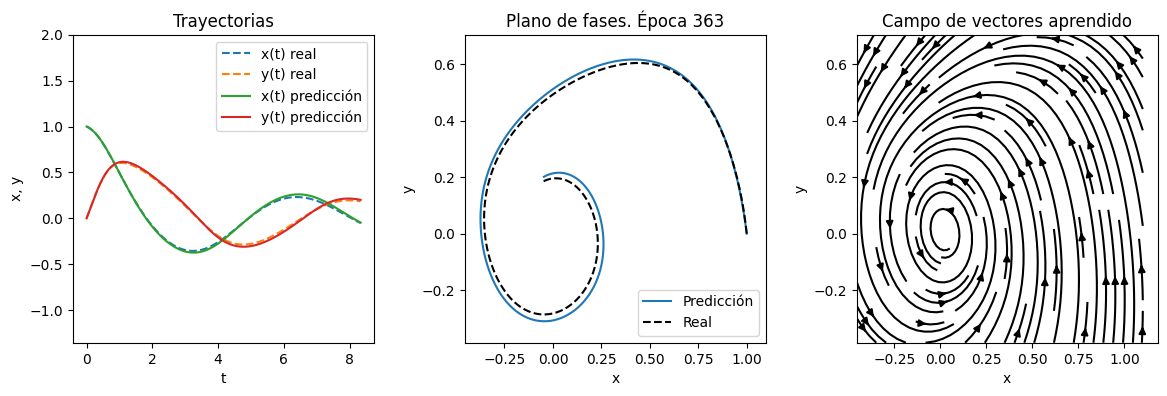 Trayectorias
2.0
1.5
1.0
0.5
0.0
−0.5
−1.0
x, y
0 2 4 6 8
t
x(t) real
y(t) real
x(t) predicción
y(t) predicción
Plano de fases. Época 363
0.6
0.4
0.2
0.0
−0.2
y
−0.25 0.00 0.25 0.50 0.75 1.00
x
Predicción
Real
Campo de vectores aprendido
0.6
0.4
0.2
0.0
−0.2
y
−0.25 0.00 0.25 0.50 0.75 1.00
x